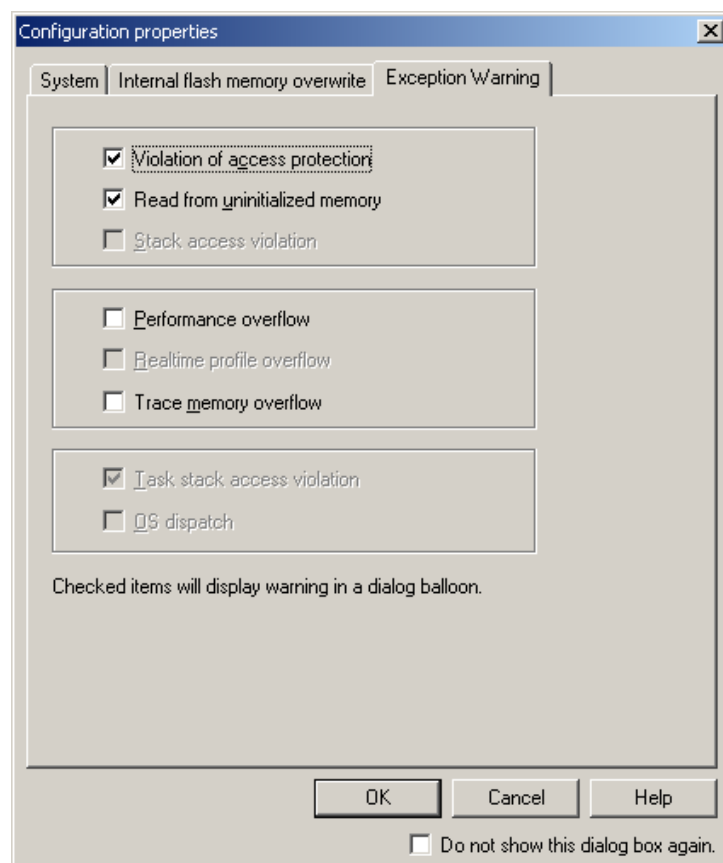 Configuration properties
System Internal flash memory overwrite Exception Warning
Violation of access protection
Read from uninitialized memory
Stack access violation
Performance overflow
Realtime profile overflow
Trace memory overflow
Task stack access violation
OS dispatch
Checked items will display warning in a dialog balloon.
OK Cancel Help
Do not show this dialog box again.